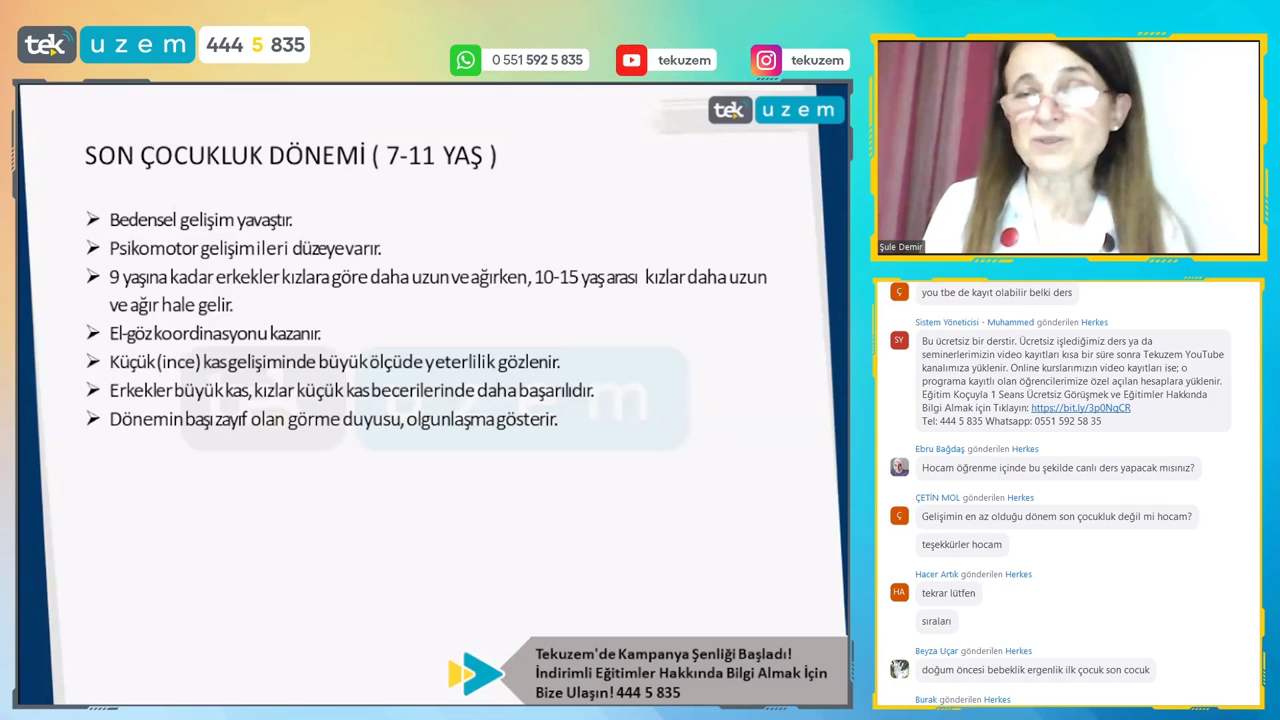 tek uzem 444 5 835
0 551 592 5 835
tekuzem
tekuzem
tek uzem
SON ÇOCUKLUK DÖNEMİ ( 7-11 YAŞ )
➢ Bedensel gelişim yavaştır.
➢ Psikomotor gelişim ileri düzeye varır.
➢ 9 yaşına kadar erkekler kızlara göre daha uzun ve ağırken, 10-15 yaş arası kızlar daha uzun
ve ağır hale gelir.
➢ El-göz koordinasyonu kazanır.
➢ Küçük (ince) kas gelişiminde büyük ölçüde yeterlilik gözlenir.
➢ Erkekler büyük kas, kızlar küçük kas becerilerinde daha başarılıdır.
➢ Dönemin başı zayıf olan görme duyusu, olgunlaşma gösterir.
Tekuzem'de Kampanya Şenliği Başladı!
İndirimli Eğitimler Hakkında Bilgi Almak İçin
Bize Ulaşın! 444 5 835
Şule Demir
Ç
you tbe de kayıt olabilir belki ders
Sistem Yöneticisi - Muhammed gönderilen Herkes
SY
Bu ücretsiz bir derstir. Ücretsiz işlediğimiz ders ya da
seminerlerimizin video kayıtları kısa bir süre sonra Tekuzem YouTube
kanalımıza yüklenir. Online kurslarımızın video kayıtları ise; o
programa kayıtlı olan öğrencilerimize özel açılan hesaplara yüklenir.
Eğitim Koçuyla 1 Seans Ücretsiz Görüşmek ve Eğitimler Hakkında
Bilgi Almak için Tıklayın: https://bit.ly/3p0NqCR
Tel: 444 5 835 Whatsapp: 0551 592 58 35
Ebru Bağdaş gönderilen Herkes
Hocam öğrenme içinde bu şekilde canlı ders yapacak mısınız?
ÇETİN MOL gönderilen Herkes
Ç
Gelişimin en az olduğu dönem son çocukluk değil mi hocam?
teşekkürler hocam
Hacer Artık gönderilen Herkes
HA
tekrar lütfen
sıraları
Beyza Uçar gönderilen Herkes
doğum öncesi bebeklik ergenlik ilk çocuk son cocuk
Burak gönderilen Herkes